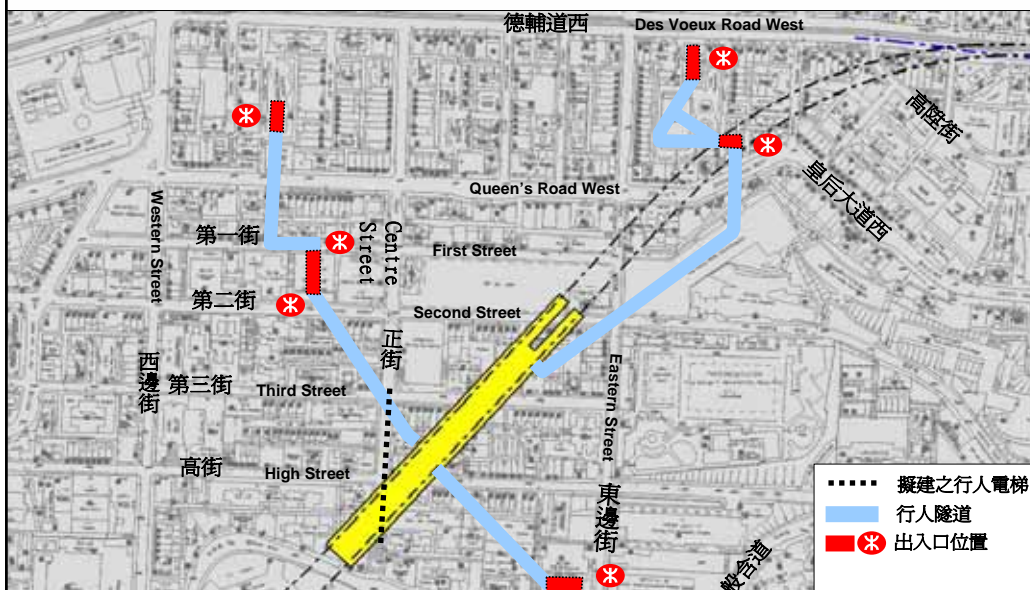 德輔道西 Des Voeux Road West
高陞街
Queen's Road West
皇后大道西
Western Street
第一街
Centre Street
First Street
第二街
Second Street
正街
西邊街
第三街
Third Street
Eastern Street
高街
High Street
東邊街
般含道
擬建之行人電梯
行人隧道
出入口位置